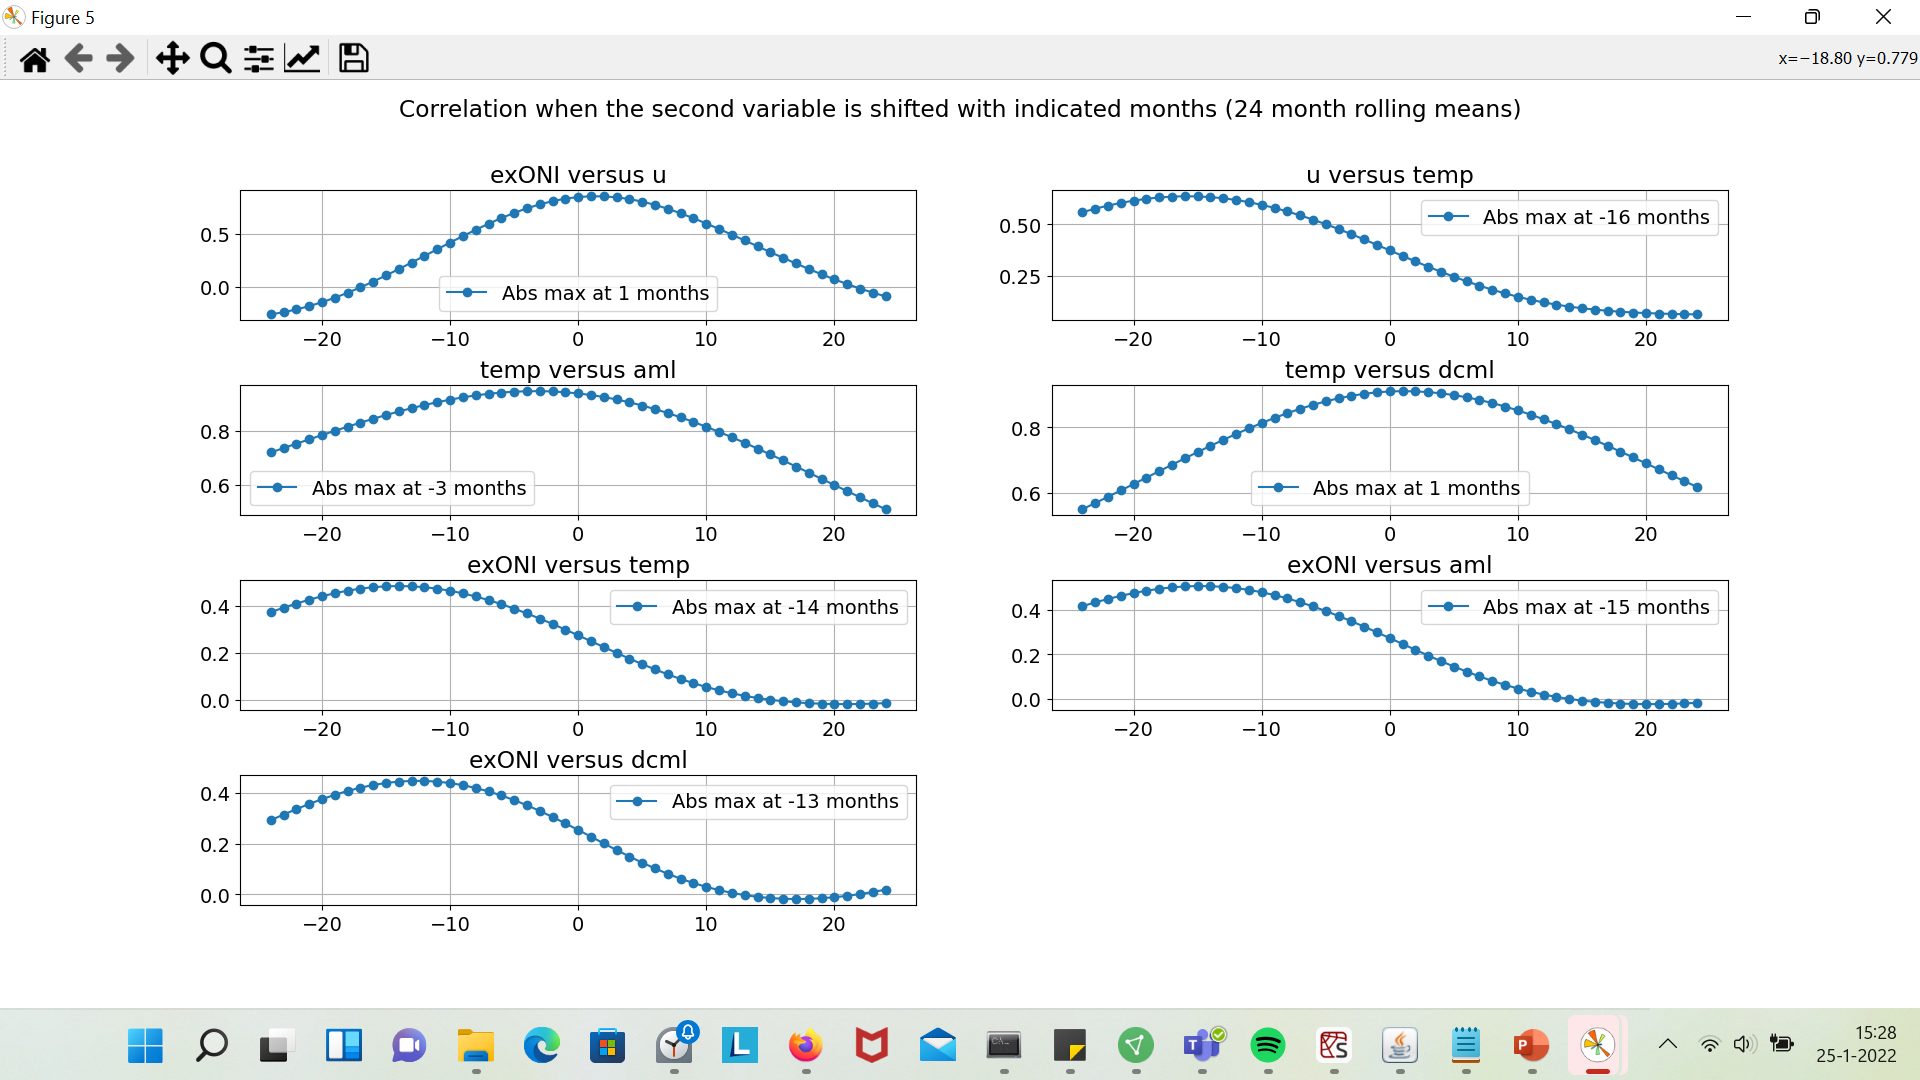 Figure 5
x=−18.80 y=0.779
Correlation when the second variable is shifted with indicated months (24 month rolling means)
exONI versus u
0.5
0.0
Abs max at 1 months
−20 −10 0 10 20
u versus temp
0.50
0.25
Abs max at -16 months
−20 −10 0 10 20
temp versus aml
0.8
0.6
Abs max at -3 months
−20 −10 0 10 20
temp versus dcml
0.8
0.6
Abs max at 1 months
−20 −10 0 10 20
exONI versus temp
0.4
0.2
0.0
Abs max at -14 months
−20 −10 0 10 20
exONI versus aml
0.4
0.2
0.0
Abs max at -15 months
−20 −10 0 10 20
exONI versus dcml
0.4
0.2
0.0
Abs max at -13 months
−20 −10 0 10 20
L
C:\
T
P
15:28
25-1-2022